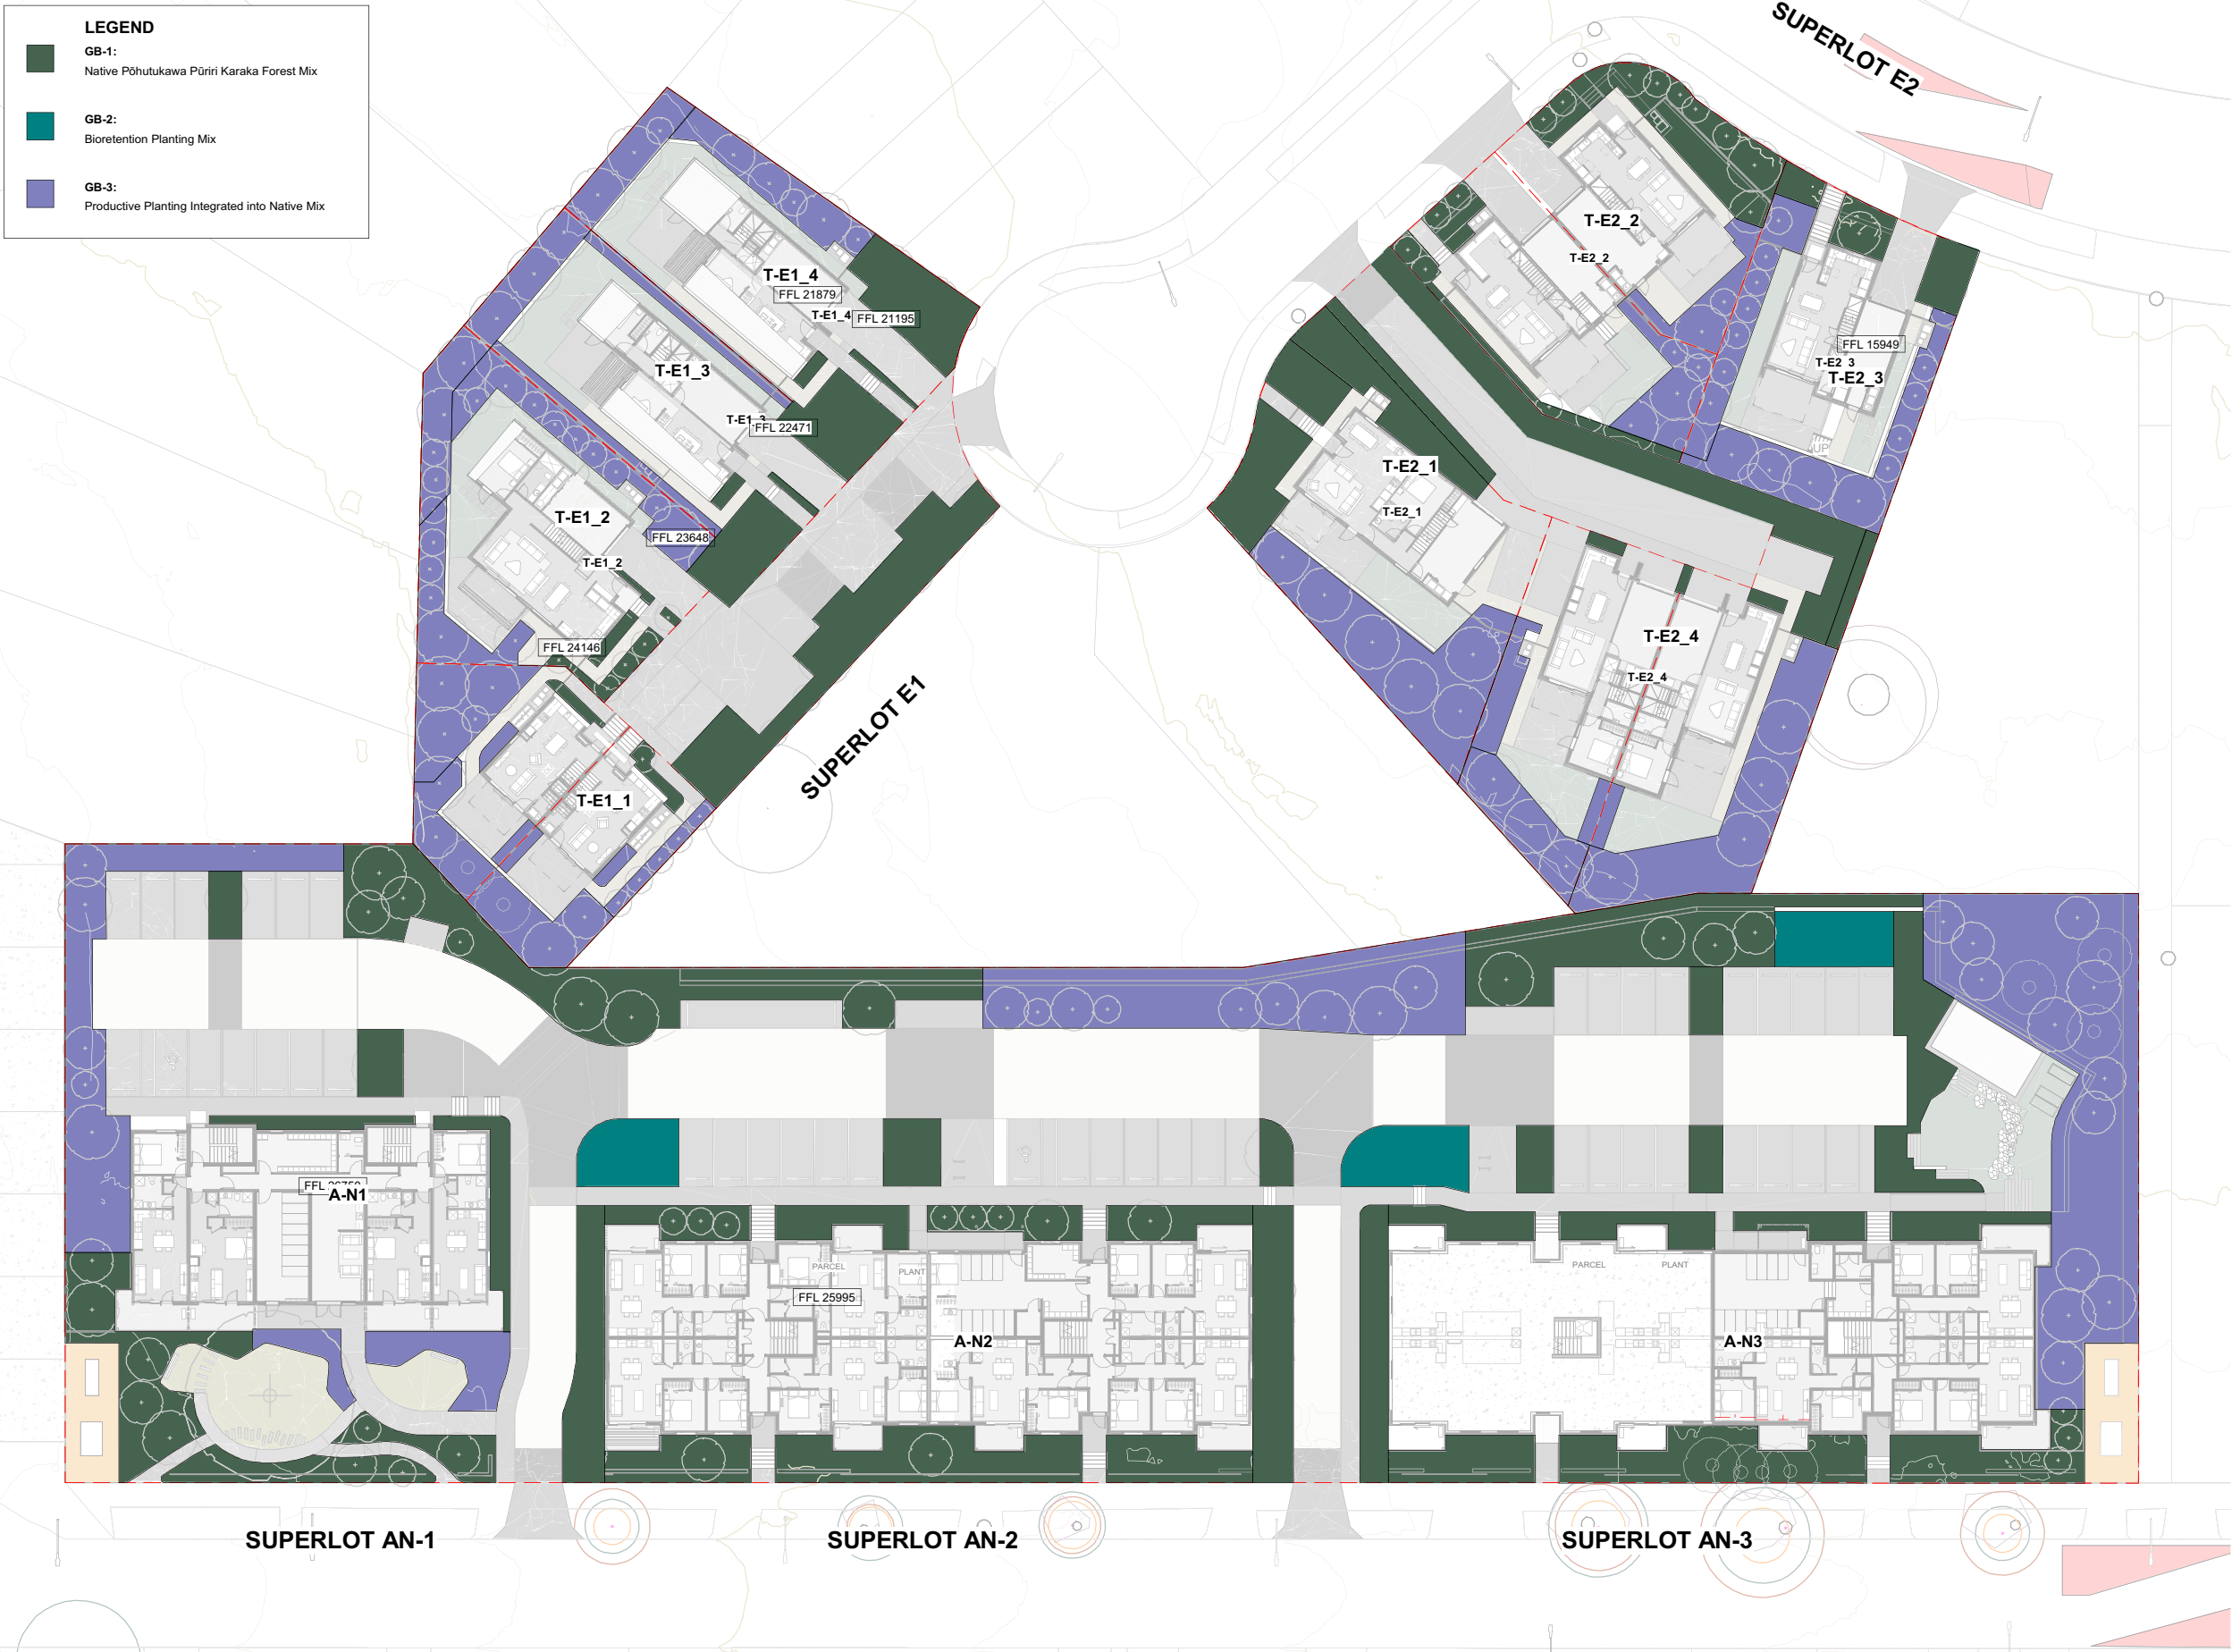 LEGEND
GB-1:
Native Pōhutukawa Pūriri Karaka Forest Mix
GB-2:
Bioretention Planting Mix
GB-3:
Productive Planting Integrated into Native Mix
SUPERLOT E2
T-E2_2
T-E2_2
T-E1_4
FFL 21879
T-E1_4
FFL 21195
FFL 15949
T-E2_3
T-E2_3
UP
T-E1_3
T-E1_3
FFL 22471
T-E2_1
T-E2_1
T-E1_2
FFL 23648
T-E1_2
FFL 24146
T-E2_4
T-E2_4
SUPERLOT E1
T-E1_1
FFL
A-N1
PARCEL
PLANT
FFL 25995
A-N2
PARCEL
PLANT
A-N3
SUPERLOT AN-1
SUPERLOT AN-2
SUPERLOT AN-3